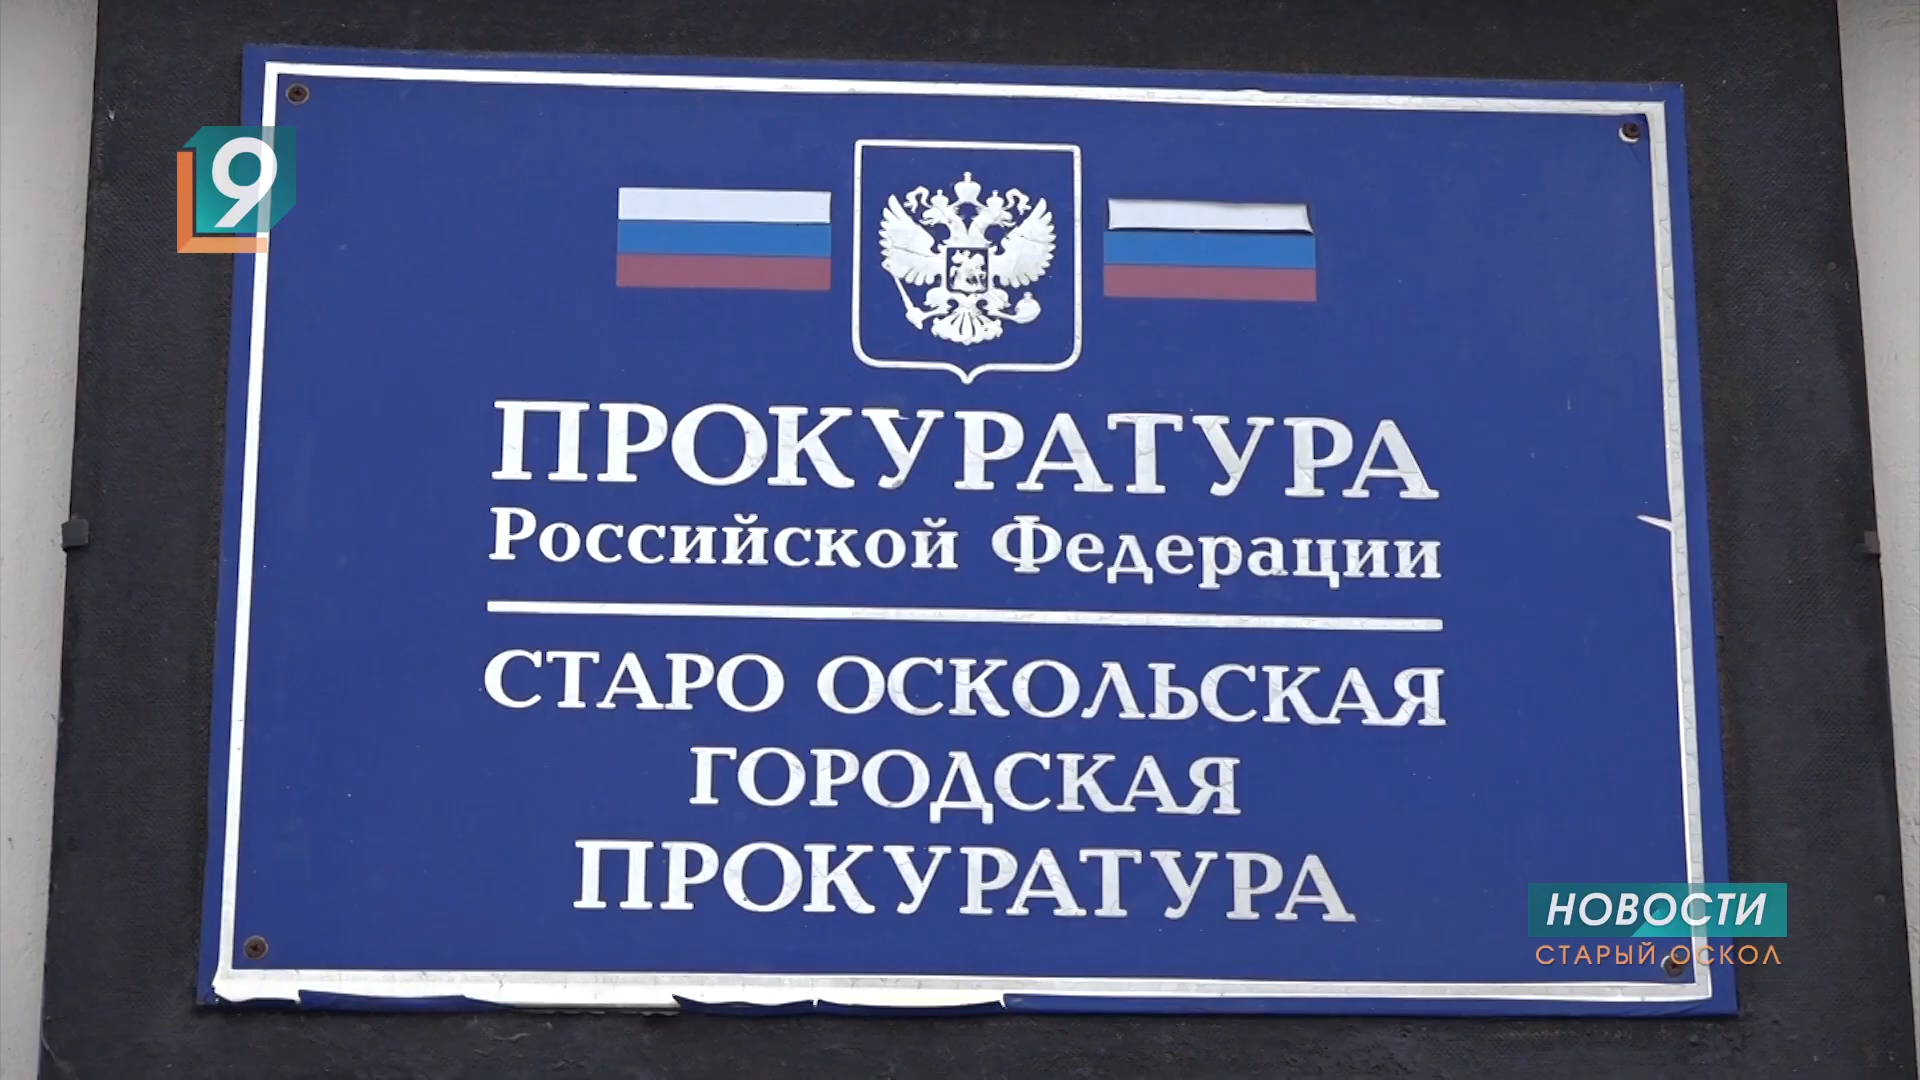 9
ПРОКУРАТУРА
Российской Федерации
СТАРО ОСКОЛЬСКАЯ
ГОРОДСКАЯ
ПРОКУРАТУРА
НОВОСТИ
СТАРЫЙ ОСКОЛ